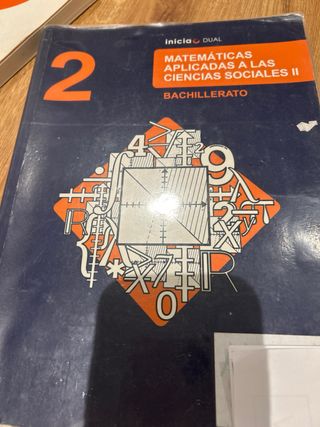 inicia DUAL
2
MATEMÁTICAS
APLICADAS A LAS
CIENCIAS SOCIALES II
BACHILLERATO